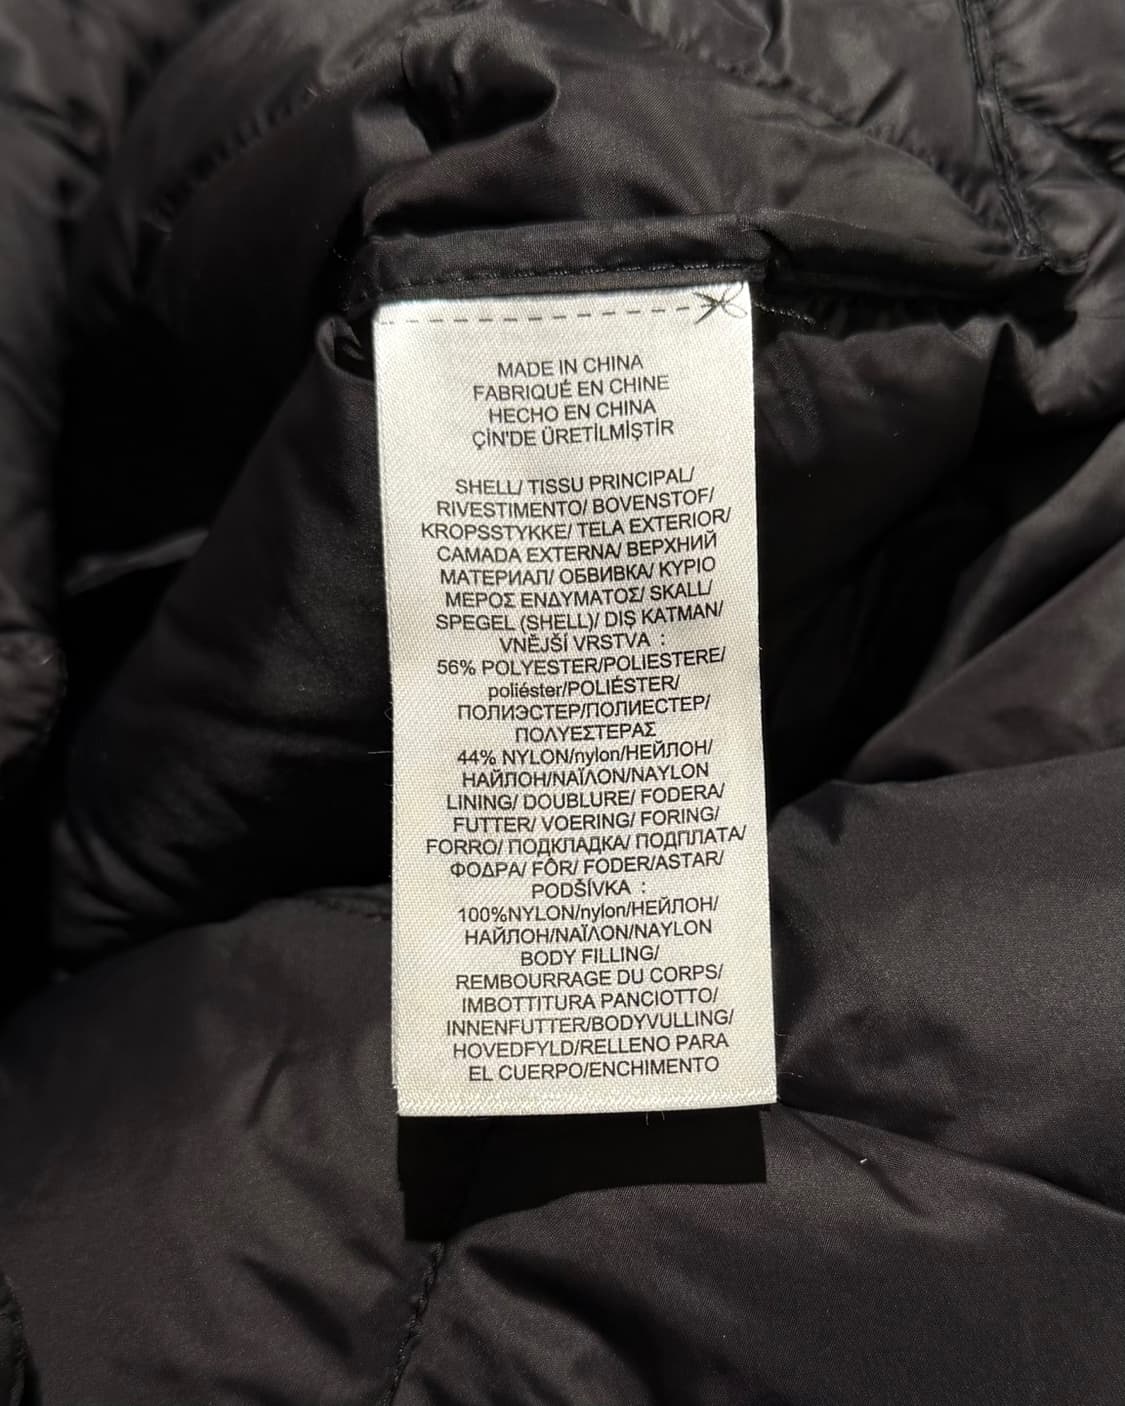 MADE IN CHINA
FABRIQUÉ EN CHINE
HECHO EN CHINA
ÇİN'DE ÜRETİLMİŞTİR
SHELL/ TISSU PRINCIPAL/
RIVESTIMENTO/ BOVENSTOF/
KROPSSTYKKE/ TELA EXTERIOR/
CAMADA EXTERNA/ ВЕРХНИЙ
МАТЕРИАЛ/ ОБВИВКА/ ΚΥΡΙΟ
ΜΕΡΟΣ ΕΝΔΥΜΑΤΟΣ/ SKALL/
SPEGEL (SHELL)/ DIŞ KATMAN/
VNĚJŠÍ VRSTVA :
56% POLYESTER/POLIESTERE/
poliéster/POLIÉSTER/
ПОЛИЭСТЕР/ПОЛИЕСТЕР/
ΠΟΛΥΕΣΤΕΡΑΣ
44% NYLON/nylon/НЕЙЛОН/
НАЙЛОН/ΝΑΪΛΟΝ/NAYLON
LINING/ DOUBLURE/ FODERA/
FUTTER/ VOERING/ FORING/
FORRO/ ПОДКЛАДКА/ ПОДПЛАТА/
ΦΟΔΡΑ/ FÔR/ FODER/ASTAR/
PODŠÍVKA :
100%NYLON/nylon/НЕЙЛОН/
НАЙЛОН/ΝΑΪΛΟΝ/NAYLON
BODY FILLING/
REMBOURRAGE DU CORPS/
IMBOTTITURA PANCIOTTO/
INNENFUTTER/BODYVULLING/
HOVEDFYLD/RELLENO PARA
EL CUERPO/ENCHIMENTO